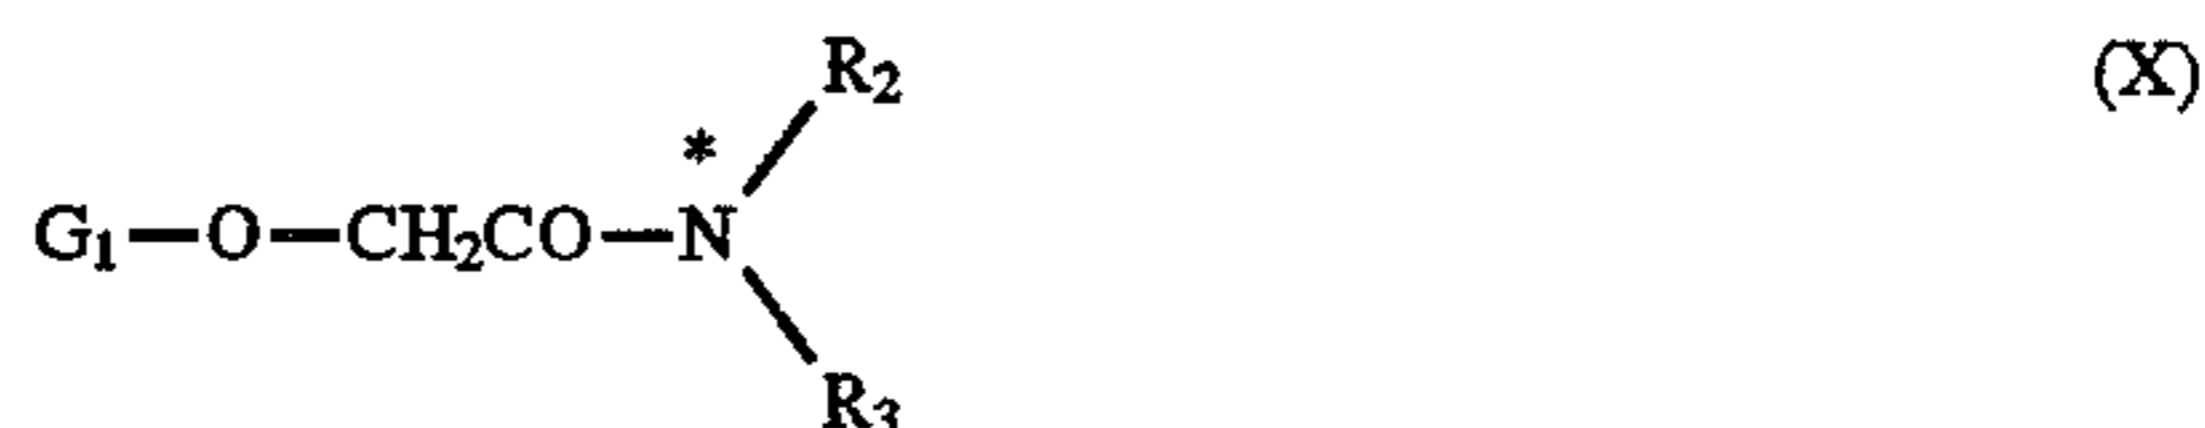 R₂ (X)
*
G₁—O—CH₂CO—N
R₃